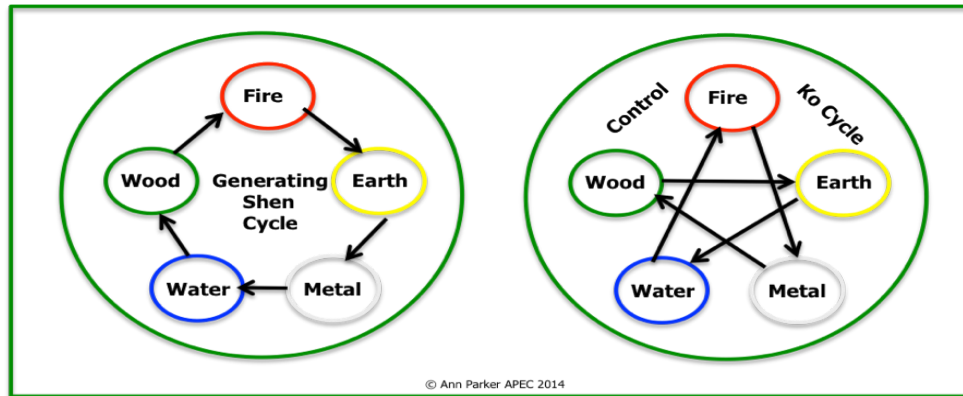 Fire
Wood
Generating
Shen
Cycle
Earth
Water
Metal
Control
Fire
Ko Cycle
Wood
Earth
Water
Metal
© Ann Parker APEC 2014